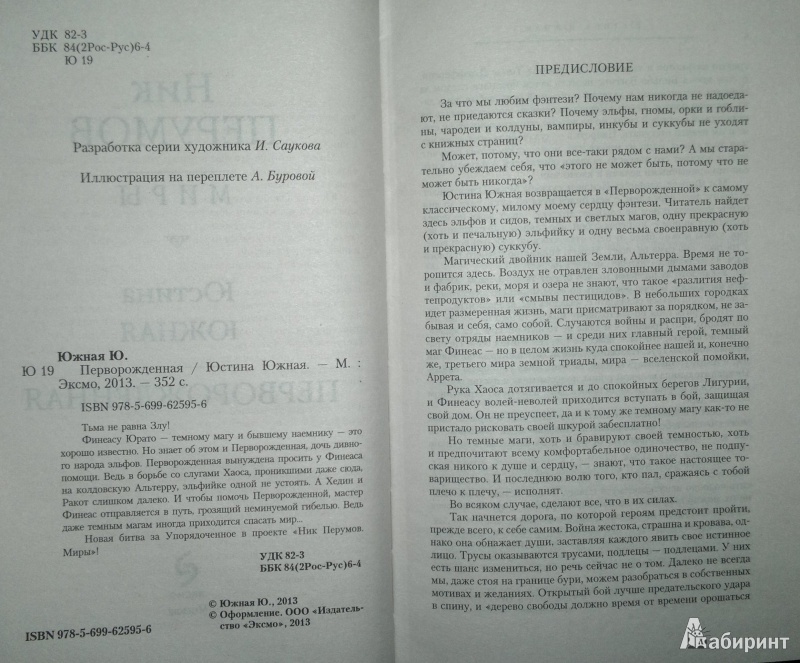 УДК 82-3
ББК 84(2Рос-Рус)6-4
Ю 19
Разработка серии художника И. Саукова
Иллюстрация на переплете А. Буровой
Южная Ю.
Ю 19 Перворожденная / Юстина Южная. — М. :
Эксмо, 2013. — 352 с.
ISBN 978-5-699-62595-6
Тьма не равна Злу!
Финеасу Юрато — темному магу и бывшему наемнику — это
хорошо известно. Но знает об этом и Перворожденная, дочь дивно-
го народа эльфов. Перворожденная вынуждена просить у Финеаса
помощи. Ведь в борьбе со слугами Хаоса, проникшими даже сюда,
на колдовскую Альтерру, эльфийке одной не устоять. А Хедин и
Ракот слишком далеко. И чтобы помочь Перворожденной, мастер
Финеас отправляется в путь, грозящий неминуемой гибелью. Ведь
даже темным магам иногда приходится спасать мир...
Новая битва за Упорядоченное в проекте «Ник Перумов.
Миры»!
УДК 82-3
ББК 84(2Рос-Рус)6-4
© Южная Ю., 2013
© Оформление. ООО «Издатель-
ство «Эксмо», 2013
ISBN 978-5-699-62595-6
ПРЕДИСЛОВИЕ
За что мы любим фэнтези? Почему нам никогда не надоеда-
ют, не приедаются сказки? Почему эльфы, гномы, орки и гобли-
ны, чародеи и колдуны, вампиры, инкубы и суккубы не уходят
с книжных страниц?
Может, потому, что они все-таки рядом с нами? А мы стара-
тельно убеждаем себя, что «этого не может быть, потому что не
может быть никогда»?
Юстина Южная возвращается в «Перворожденной» к самому
классическому, милому моему сердцу фэнтези. Читатель найдет
здесь эльфов и сидов, темных и светлых магов, одну прекрасную
(хоть и печальную) эльфийку и одну весьма своенравную (хоть
и прекрасную) суккубу.
Магический двойник нашей Земли, Альтерра. Время не то-
ропится здесь. Воздух не отравлен зловонными дымами заводов
и фабрик, реки, моря и озера не знают, что такое «разлития неф-
тепродуктов» или «смывы пестицидов». В небольших городках
идет размеренная жизнь, маги присматривают за порядком, не за-
бывая и себя, само собой. Случаются войны и распри, бродят по
свету отряды наемников — и среди них главный герой, темный
маг Финеас — но в целом жизнь куда спокойнее нашей и, конечно
же, третьего мира земной триады, мира — вселенской помойки,
Аррета.
Рука Хаоса дотягивается и до спокойных берегов Лигурии,
и Финеасу волей-неволей приходится вступать в бой, защищая
свой дом. Он не преуспет, да и к тому же темному магу как-то не
пристало рисковать своей шкурой забесплатно!
Но темные маги, хоть и бравируют своей темностью, хоть
и предпочитают всему комфортабельное одиночество, не подпу-
ская никого к душе и сердцу, — знают, что такое настоящее то-
варищество. И последнюю волю того, кто пал, сражаясь с тобой
плечо к плечу, — исполнят.
Во всяком случае, сделают все, что в их силах.
Так начнется дорога, по которой героям предстоит пройти,
прежде всего, к себе самим. Война жестока, страшна и кровава, од-
нако она обнажает души, заставляя каждого явить свое истинное
лицо. Трусы оказываются трусами, подлецы — подлецами. У них
есть шанс измениться, но речь сейчас не о том. Далеко не всегда
мы, даже стоя на границе бури, можем разобраться в собственных
мотивах и желаниях. Открытый бой лучше предательского удара
в спину, и «дерево свободы должно время от времени орошаться
Лабиринт